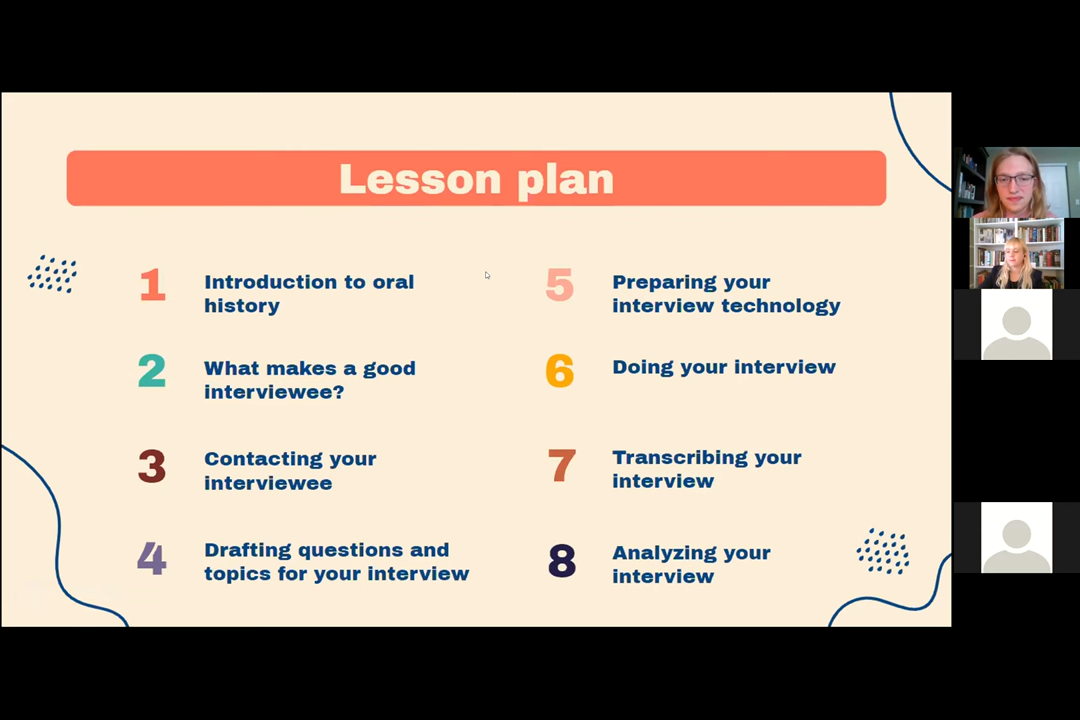 Lesson plan
1
Introduction to oral
history
2
What makes a good
interviewee?
3
Contacting your
interviewee
4
Drafting questions and
topics for your interview
5
Preparing your
interview technology
6
Doing your interview
7
Transcribing your
interview
8
Analyzing your
interview